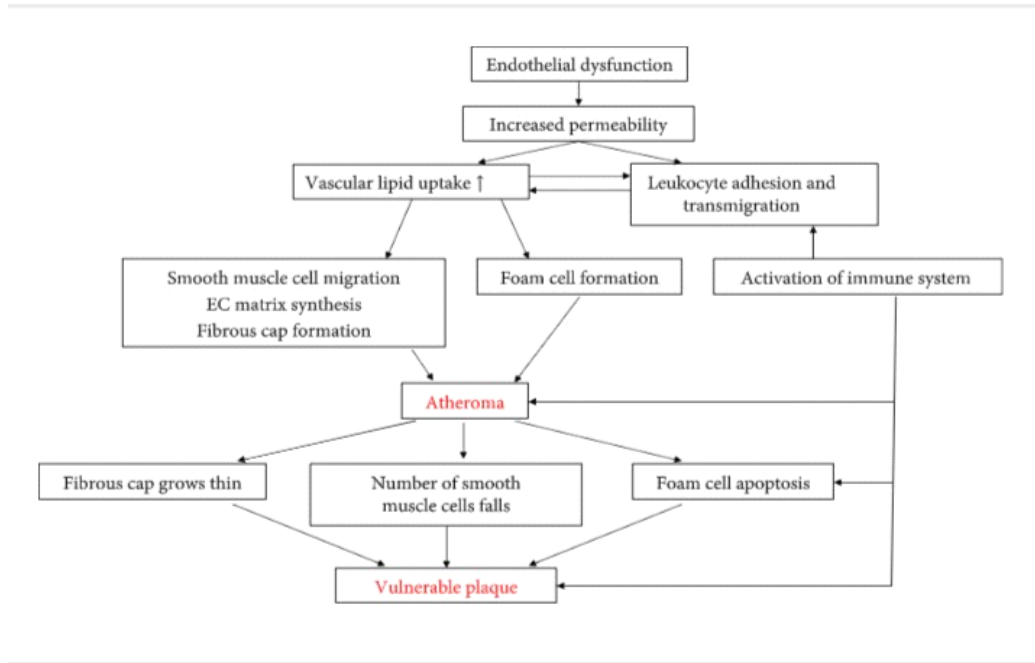 Endothelial dysfunction
Increased permeability
Vascular lipid uptake ↑
Leukocyte adhesion and
transmigration
Smooth muscle cell migration
EC matrix synthesis
Fibrous cap formation
Foam cell formation
Activation of immune system
Atheroma
Fibrous cap grows thin
Number of smooth
muscle cells falls
Foam cell apoptosis
Vulnerable plaque